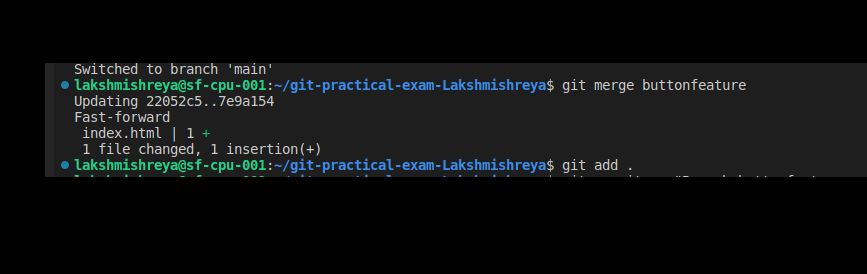 Switched to branch 'main'
lakshmishreya@sf-cpu-001:~/git-practical-exam-Lakshmishreya$ git merge buttonfeature
Updating 22052c5..7e9a154
Fast-forward
index.html | 1 +
1 file changed, 1 insertion(+)
lakshmishreya@sf-cpu-001:~/git-practical-exam-Lakshmishreya$ git add .